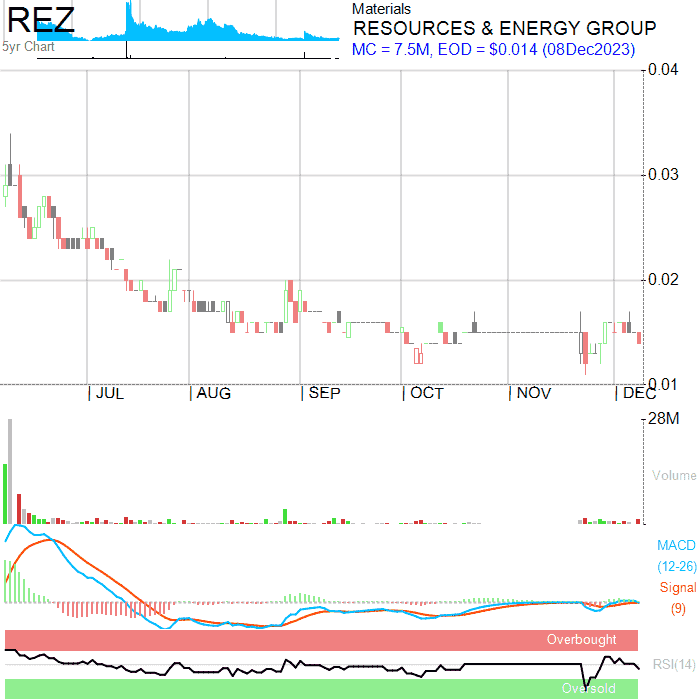 REZ
5yr Chart
Materials
RESOURCES & ENERGY GROUP
MC = 7.5M, EOD = $0.014 (08Dec2023)
0.04
0.03
0.02
0.01
JUL
AUG
SEP
OCT
NOV
DEC
28M
Volume
MACD
(12-26)
Signal
(9)
Overbought
RSI(14)
Oversold